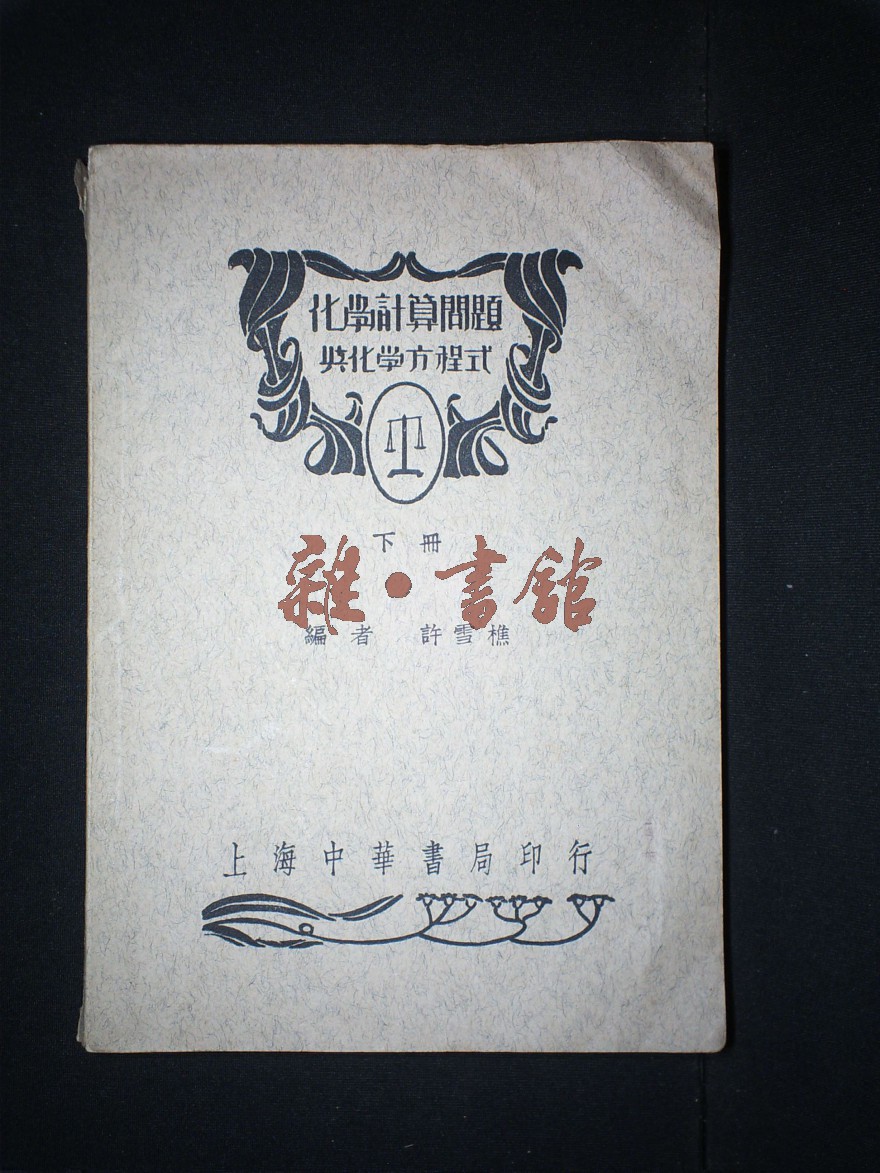 化學計算問題
與化学方程式
下冊
雜·書館
編者 許雪樵
上海中華書局印行